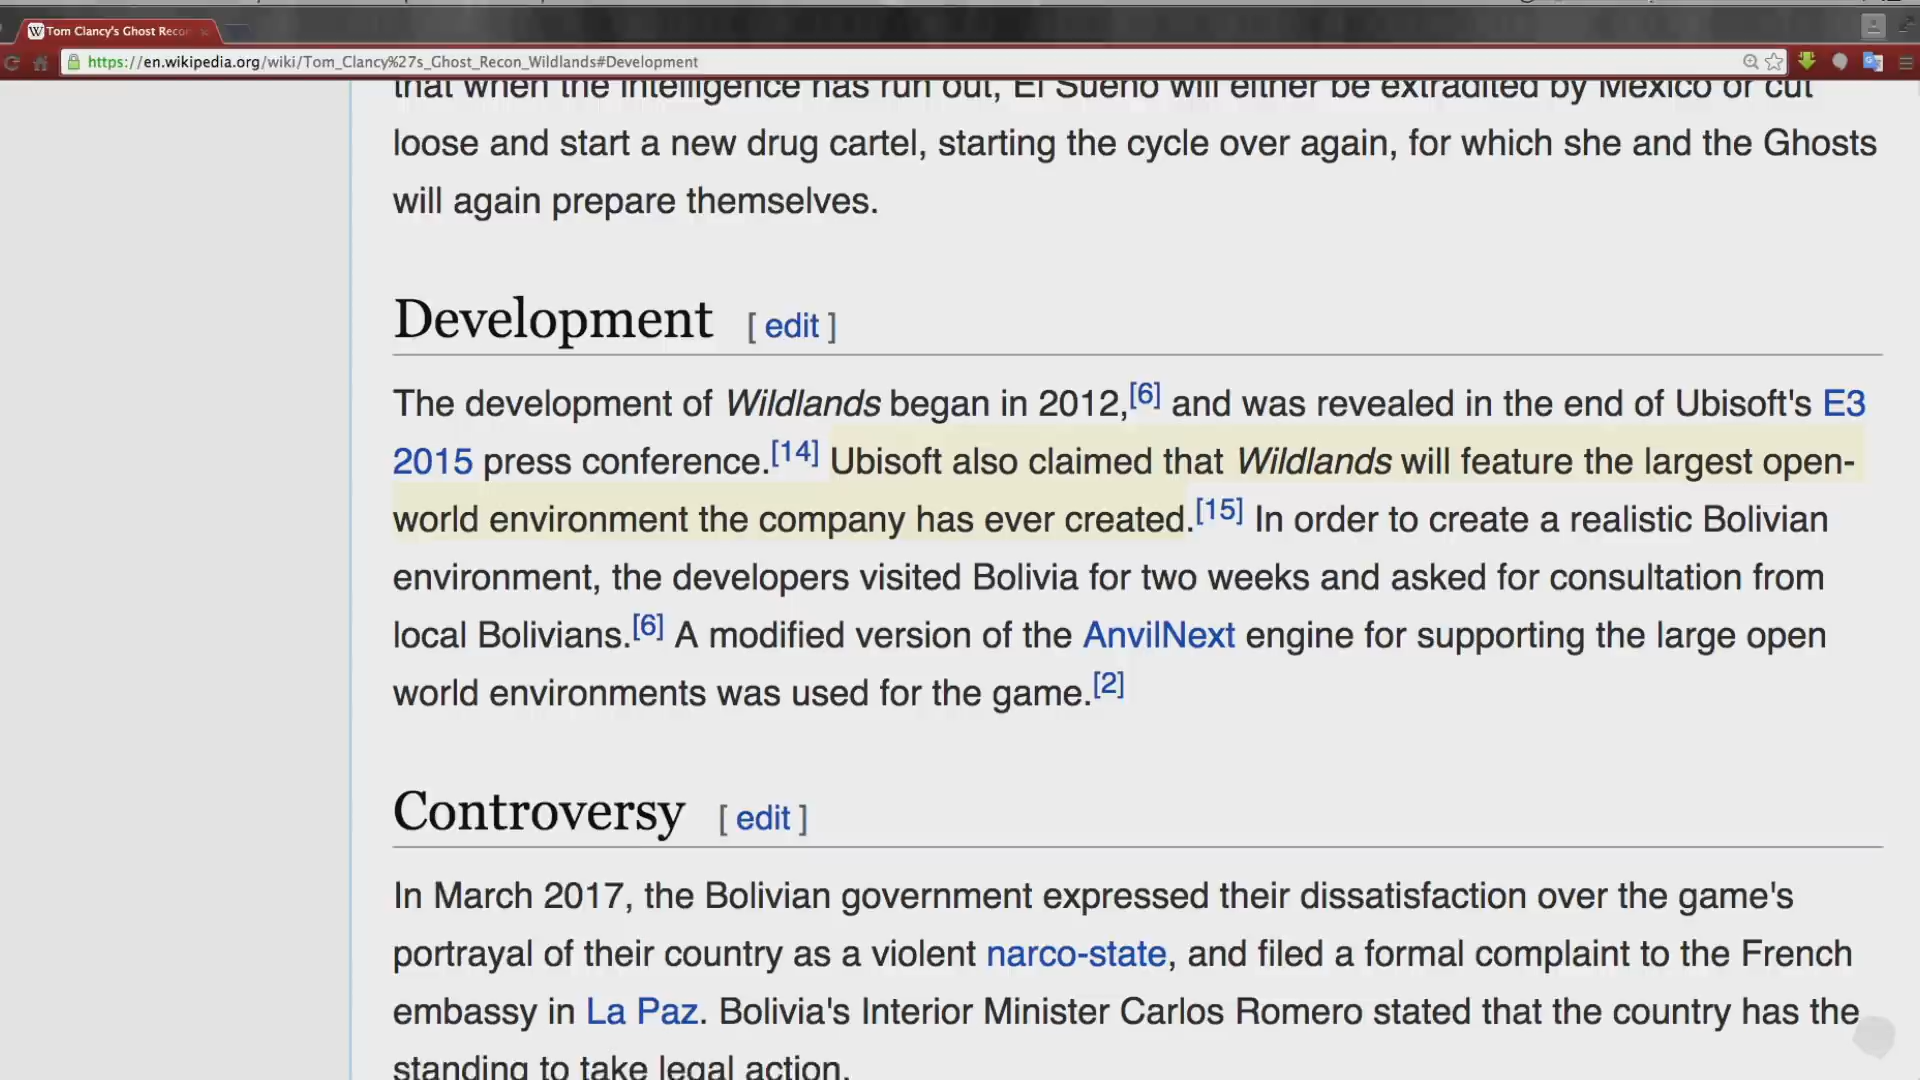 Tom Clancy's Ghost Recon
https://en.wikipedia.org/wiki/Tom_Clancy%27s_Ghost_Recon_Wildlands#Development
that when the intelligence has run out, El Sueño will either be extradited by Mexico or cut
loose and start a new drug cartel, starting the cycle over again, for which she and the Ghosts
will again prepare themselves.
Development [ edit ]
The development of Wildlands began in 2012,[6] and was revealed in the end of Ubisoft's E3
2015 press conference.[14] Ubisoft also claimed that Wildlands will feature the largest open-
world environment the company has ever created.[15] In order to create a realistic Bolivian
environment, the developers visited Bolivia for two weeks and asked for consultation from
local Bolivians.[6] A modified version of the AnvilNext engine for supporting the large open
world environments was used for the game.[2]
Controversy [ edit ]
In March 2017, the Bolivian government expressed their dissatisfaction over the game's
portrayal of their country as a violent narco-state, and filed a formal complaint to the French
embassy in La Paz. Bolivia's Interior Minister Carlos Romero stated that the country has the
standing to take legal action.